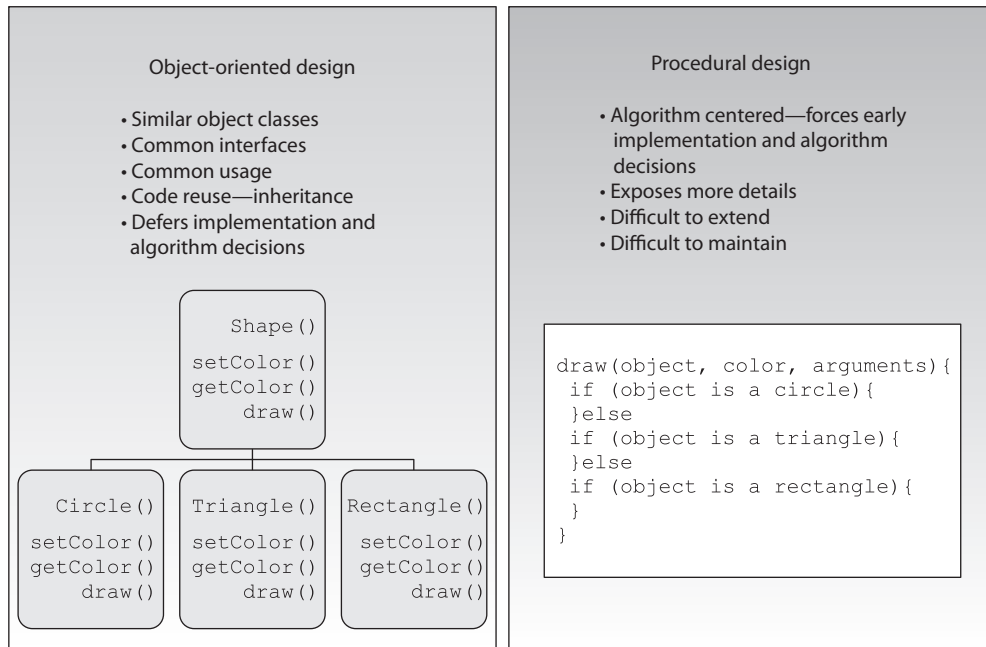 Object-oriented design
• Similar object classes
• Common interfaces
• Common usage
• Code reuse—inheritance
• Defers implementation and
algorithm decisions
Shape()
setColor()
getColor()
draw()
Circle()
setColor()
getColor()
draw()
Triangle()
setColor()
getColor()
draw()
Rectangle()
setColor()
getColor()
draw()
Procedural design
• Algorithm centered—forces early
implementation and algorithm
decisions
• Exposes more details
• Difficult to extend
• Difficult to maintain
draw(object, color, arguments){
if (object is a circle){
}else
if (object is a triangle){
}else
if (object is a rectangle){
}
}